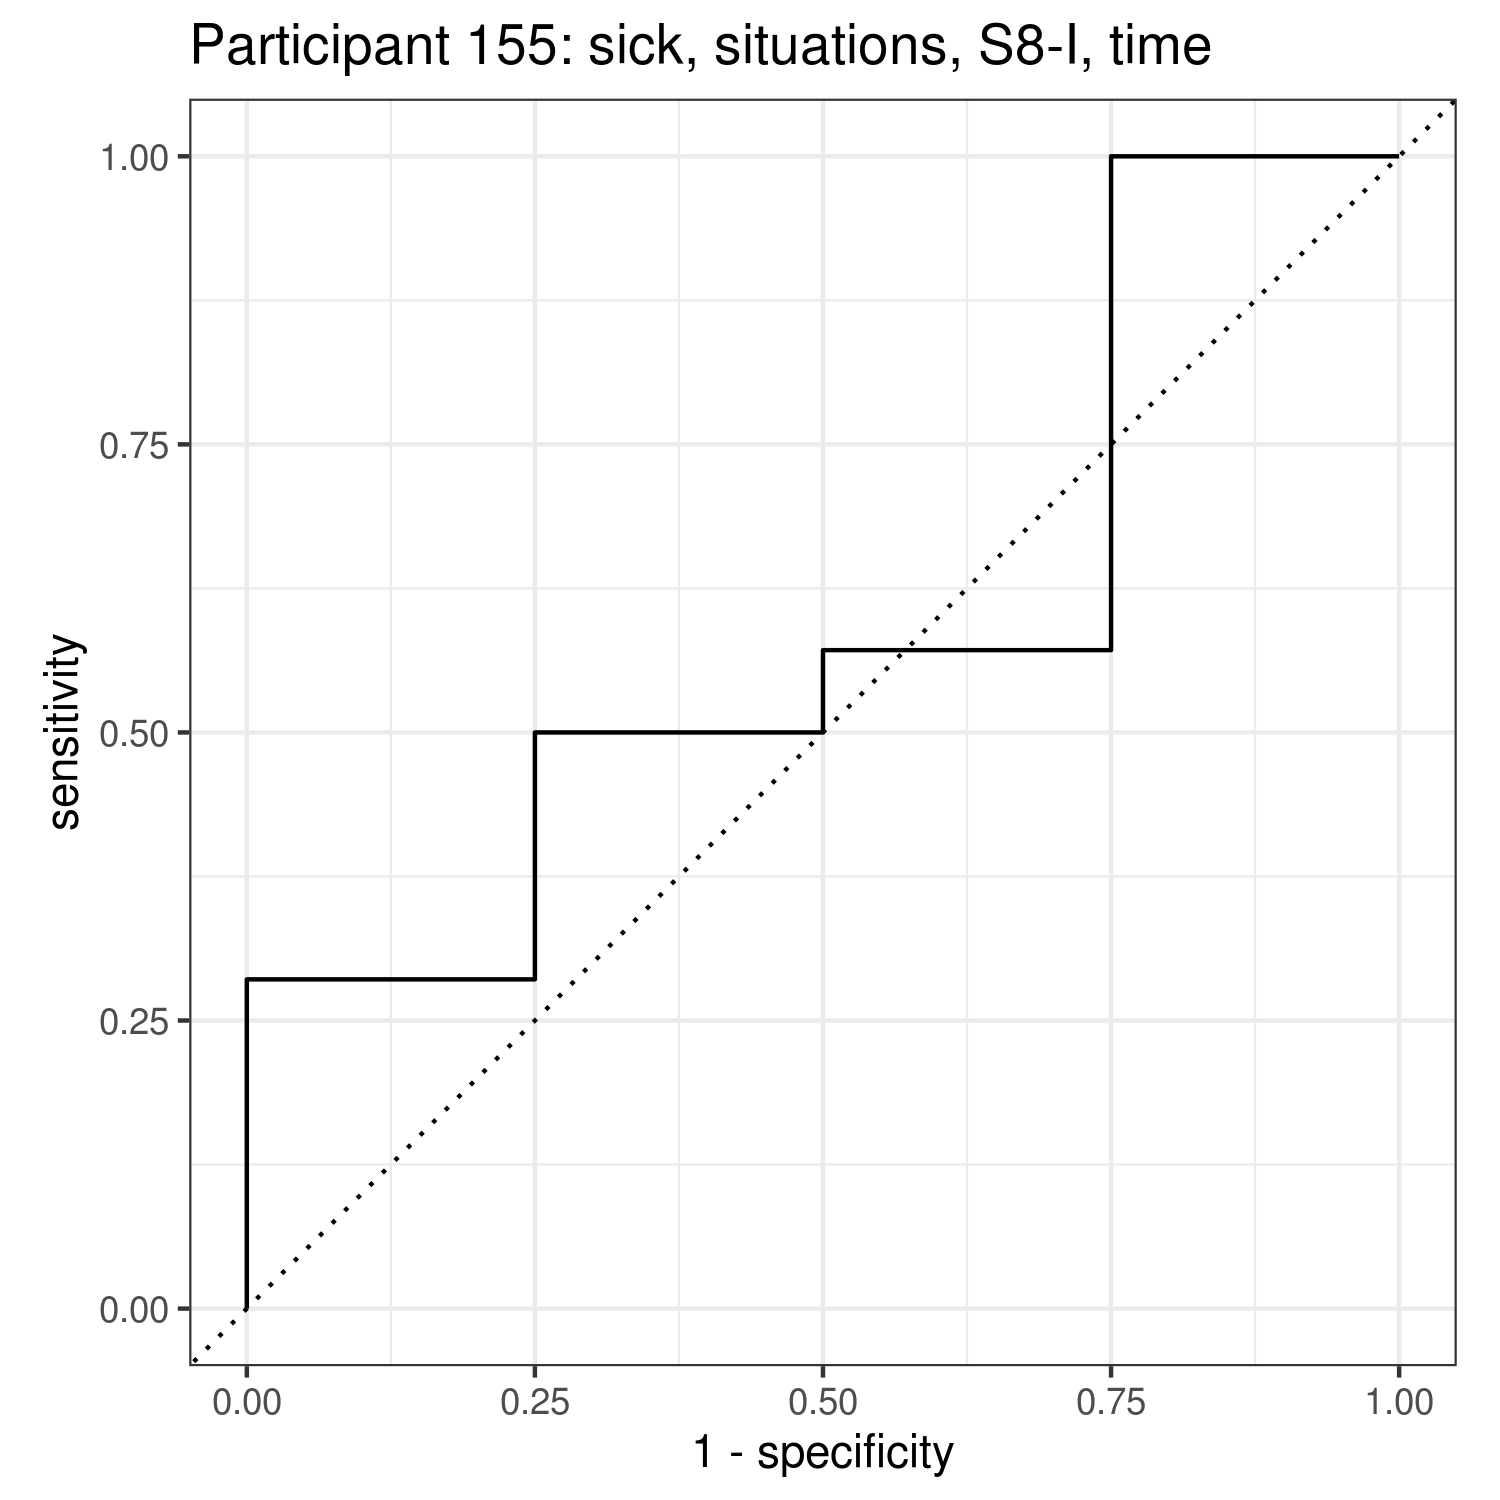 Participant 155: sick, situations, S8-I, time
1.00
0.75
0.50
0.25
0.00
sensitivity
0.00 0.25 0.50 0.75 1.00
1 - specificity